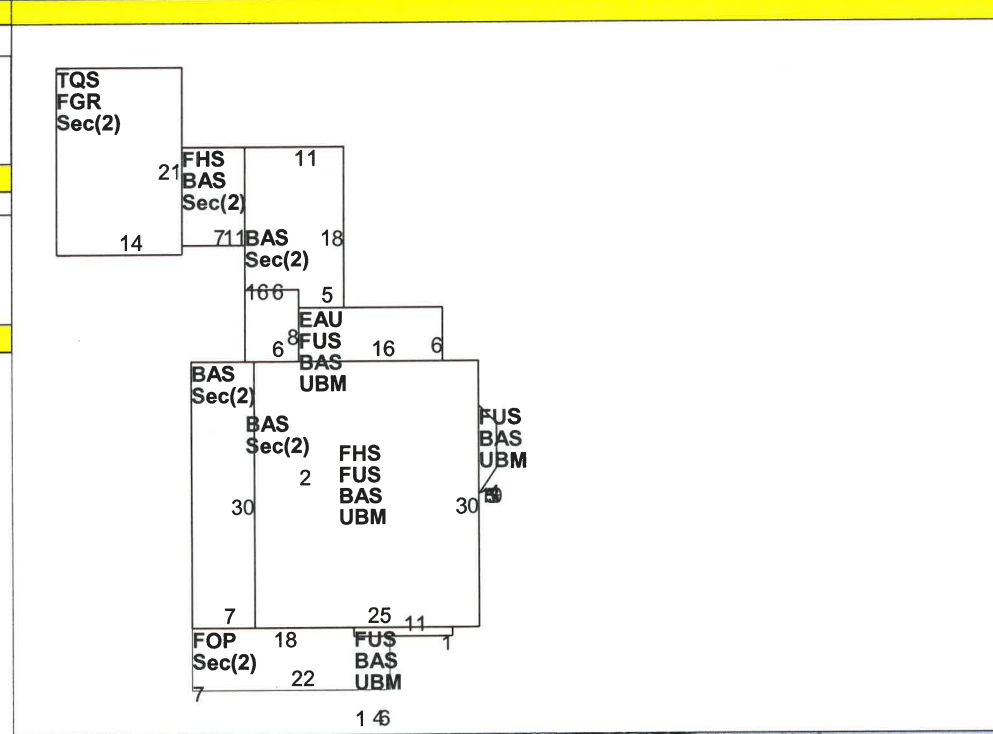 TQS
FGR
Sec(2)
21
14
FHS
BAS
Sec(2)
7
11
11
BAS
Sec(2)
18
16
6
5
EAU
FUS
BAS
UBM
8
6
16
6
BAS
Sec(2)
BAS
Sec(2)
2
FHS
FUS
BAS
UBM
FUS
BAS
UBM
30
30
7
25
11
1
FOP
Sec(2)
18
FUS
BAS
UBM
22
7
1